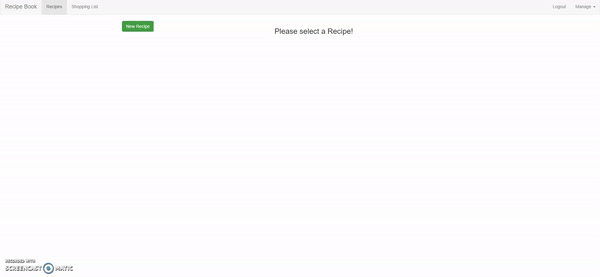 Recipe Book Recipes Shopping List Logout Manage
New Recipe
Please select a Recipe!
RECORDED WITH
SCREENCAST MATIC